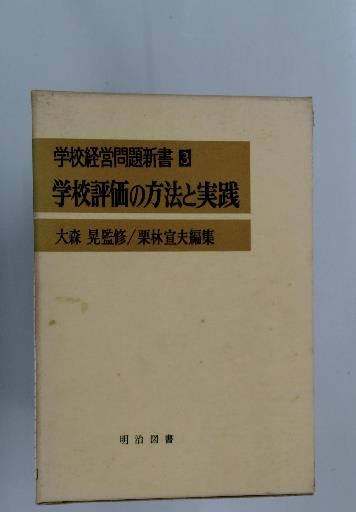 学校経営問題新書 3
学校評価の方法と実践
大森 晃監修/栗林宜夫編集
明治図書